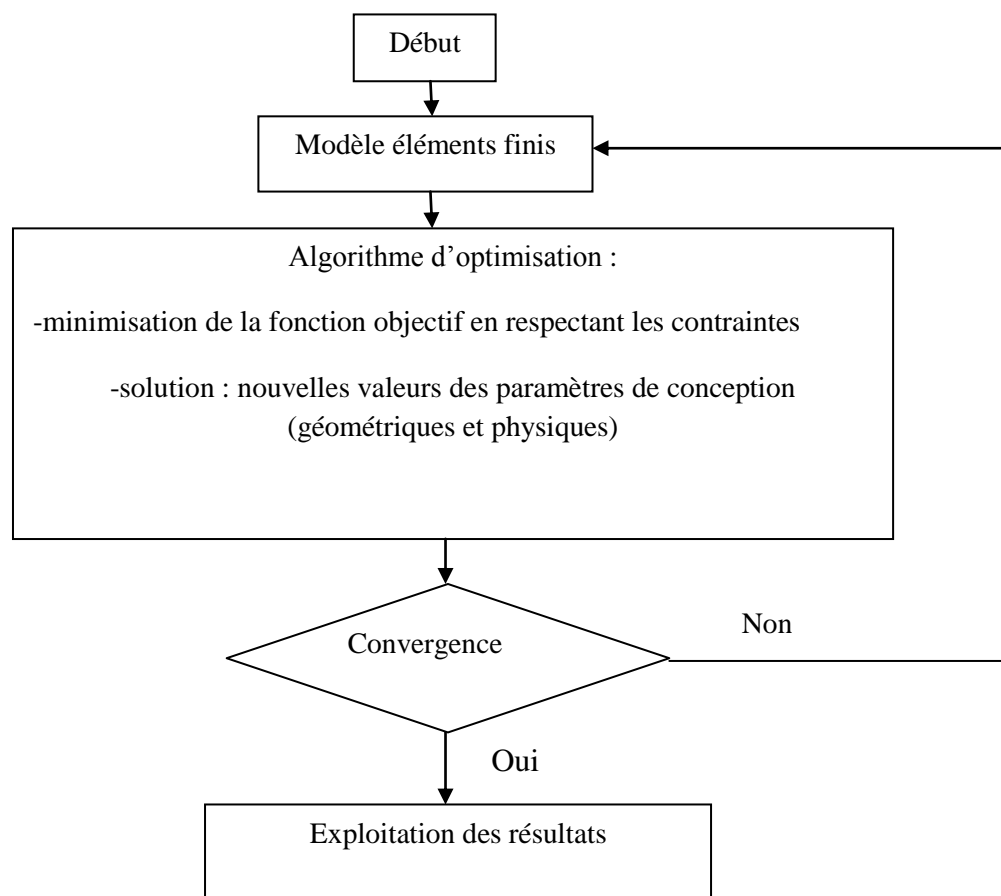 Début
Modèle éléments finis
Algorithme d’optimisation :
-minimisation de la fonction objectif en respectant les contraintes
-solution : nouvelles valeurs des paramètres de conception
(géométriques et physiques)
Convergence
Non
Oui
Exploitation des résultats